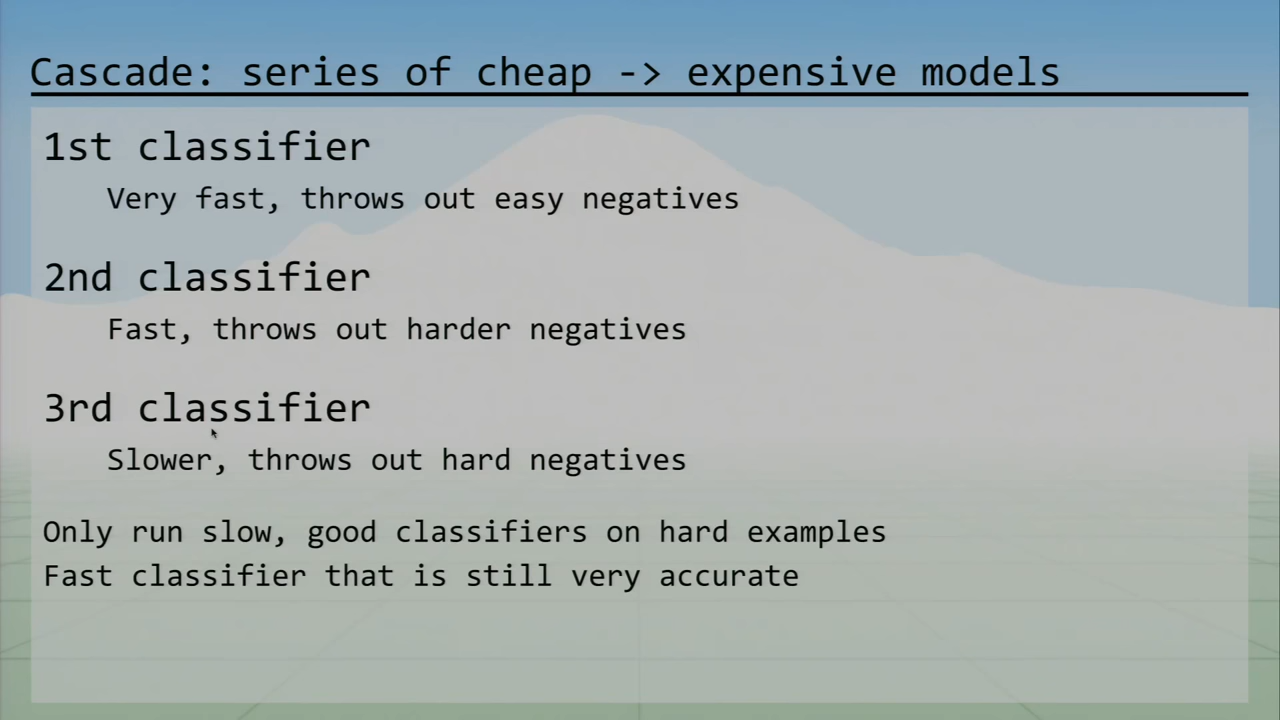 Cascade: series of cheap -> expensive models
1st classifier
Very fast, throws out easy negatives
2nd classifier
Fast, throws out harder negatives
3rd classifier
Slower, throws out hard negatives
Only run slow, good classifiers on hard examples
Fast classifier that is still very accurate